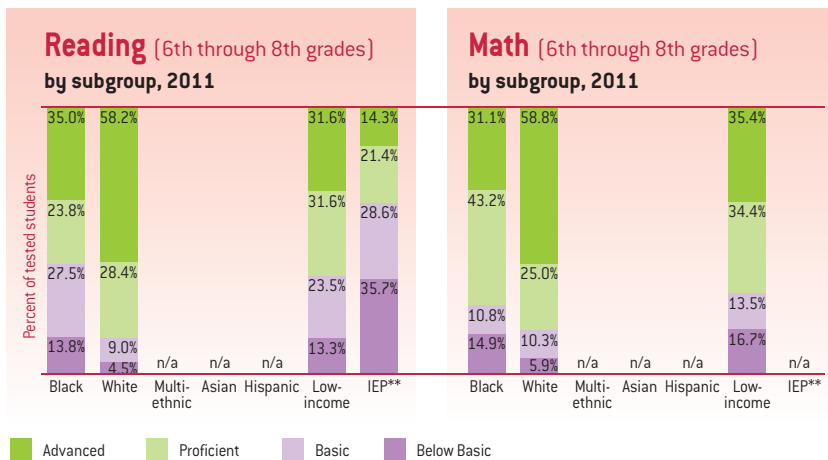 Reading (6th through 8th grades)
by subgroup, 2011
Percent of tested students
35.0% 58.2% 31.6% 14.3%
21.4%
23.8% 31.6% 28.6%
27.5% 28.4% 23.5% 35.7%
13.8% 9.0% 13.3%
4.5%
n/a n/a n/a
Black White Multi- Asian Hispanic Low- IEP**
ethnic income
Math (6th through 8th grades)
by subgroup, 2011
31.1% 58.8% 35.4%
43.2% 34.4%
25.0%
10.8% 13.5%
14.9% 10.3% 16.7%
5.9% n/a n/a n/a n/a
Black White Multi- Asian Hispanic Low- IEP**
ethnic income
Advanced Proficient Basic Below Basic